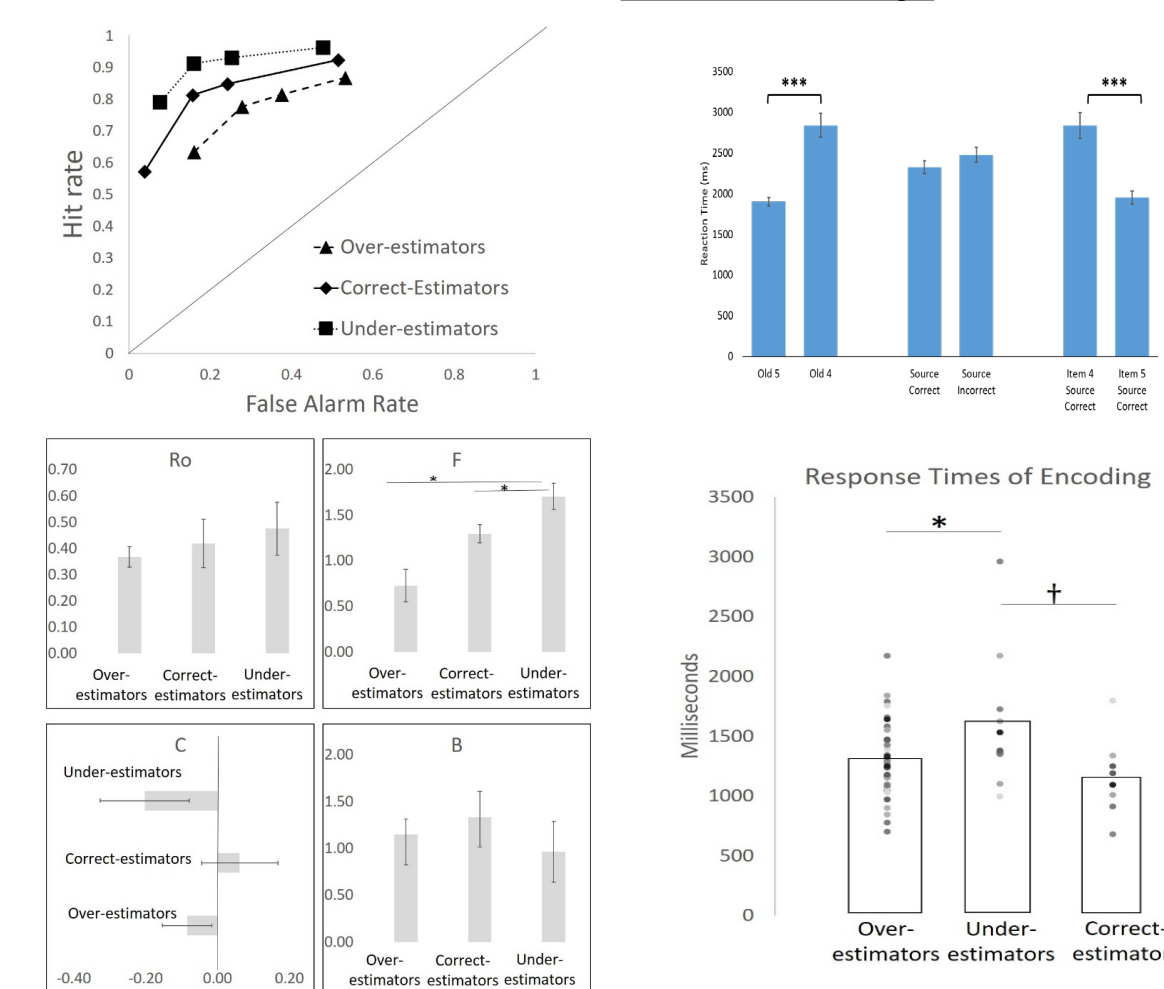 1
0.9
0.8
0.7
0.6
0.5
0.4
0.3
0.2
0.1
0
Hit rate
Over-estimators
Correct-Estimators
Under-estimators
0 0.2 0.4 0.6 0.8 1
False Alarm Rate
3500
3000
2500
2000
1500
1000
500
0
Reaction Time (ms)
*** ***
Old 5 Old 4 Source Correct Source Incorrect Item 4 Source Correct Item 5 Source Correct
Ro
0.70
0.60
0.50
0.40
0.30
0.20
0.10
0.00
Over- Correct- Under-
estimators estimators estimators
F
2.00
1.50
1.00
0.50
0.00
*
*
Over- Correct- Under-
estimators estimators estimators
C
Under-estimators
Correct-estimators
Over-estimators
-0.40 -0.20 0.00 0.20
B
2.00
1.50
1.00
0.50
0.00
Over- Correct- Under-
estimators estimators estimators
Response Times of Encoding
3500
3000
2500
2000
1500
1000
500
0
Milliseconds
*
†
Over- Under- Correct-
estimators estimators estimator